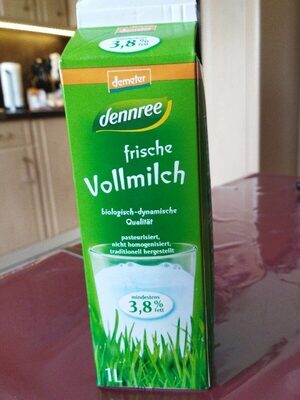 3,8% fett
demeter
dennree
frische
Vollmilch
biologisch-dynamische
Qualität
pasteurisiert,
nicht homogenisiert,
traditionell hergestellt
mindestens
3,8%
fett
1L